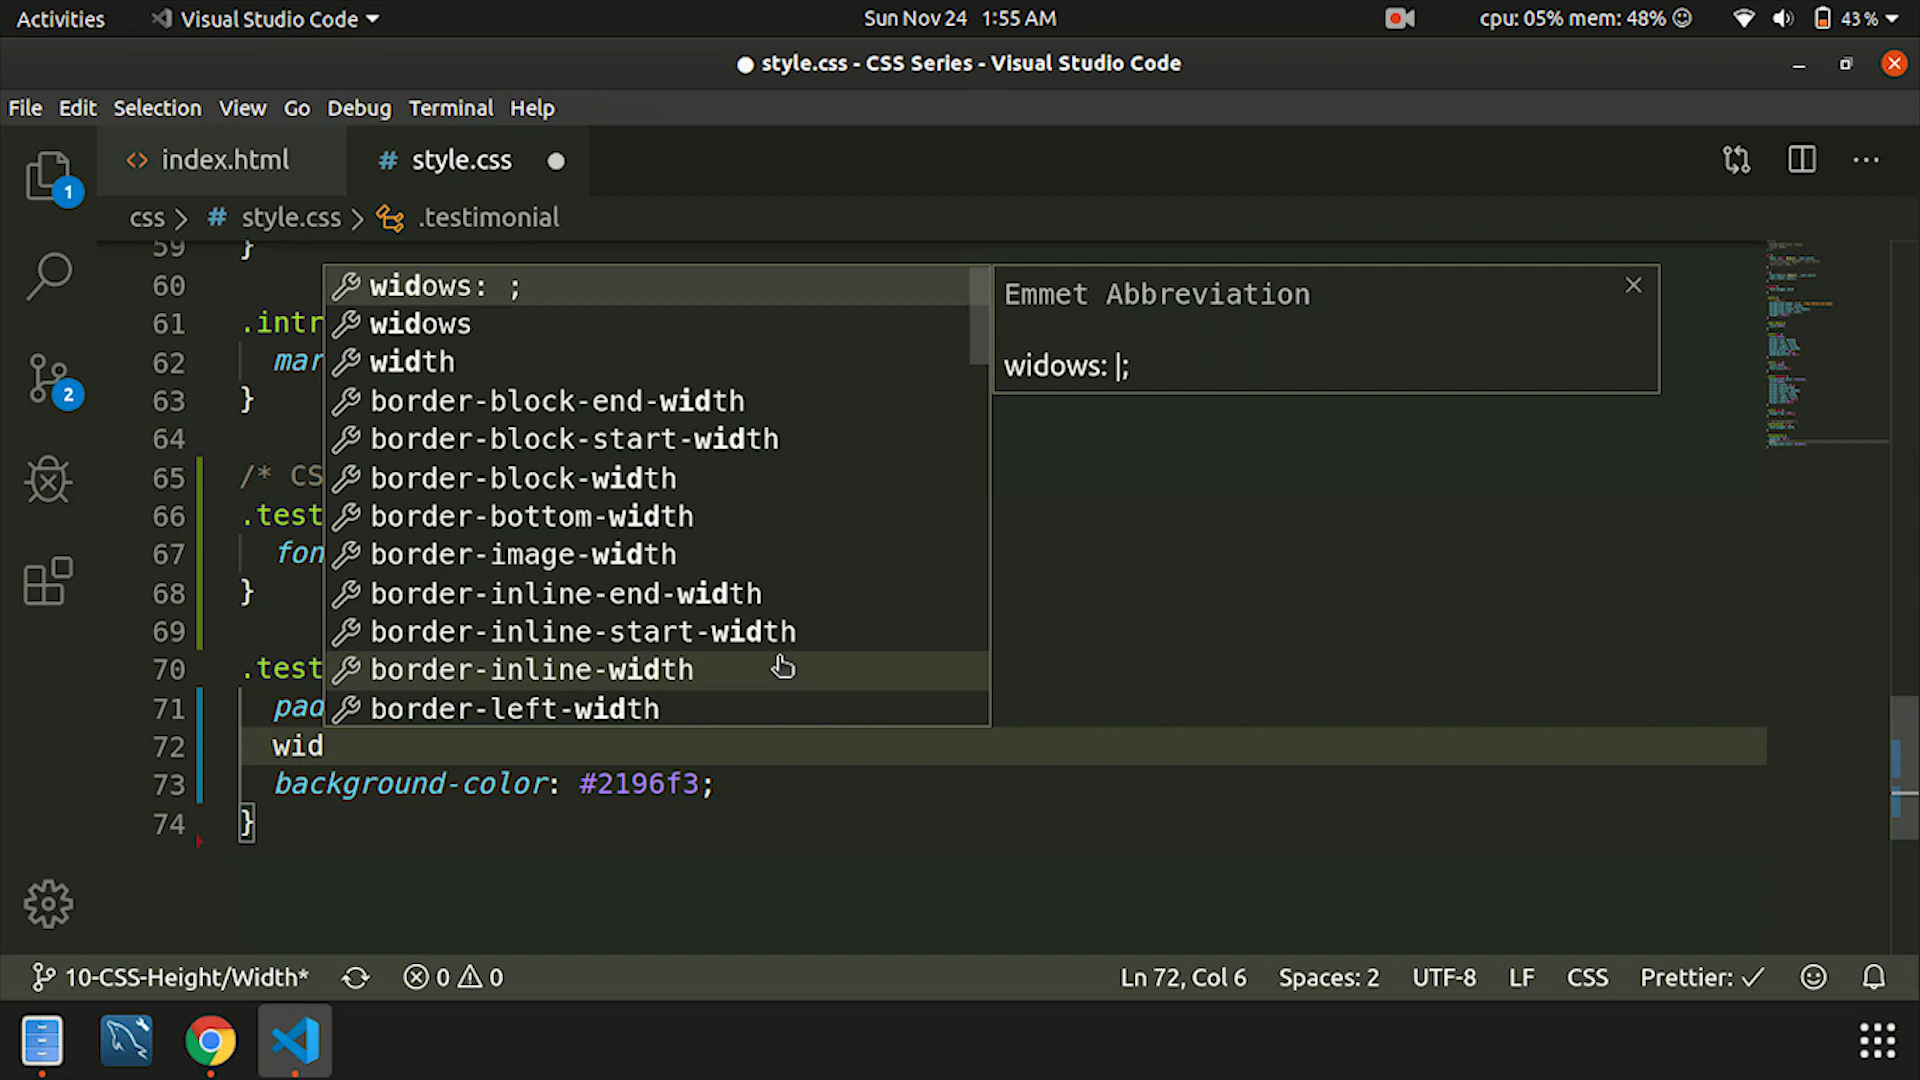 Activities Visual Studio Code Sun Nov 24 1:55 AM cpu: 05% mem: 48% 43 %
style.css - CSS Series - Visual Studio Code
File Edit Selection View Go Debug Terminal Help
index.html # style.css
1
css > # style.css > .testimonial
59 }
60
61 .intr
62 mar
63 }
64
65 /* CS
66 .test
67 fon
68 }
69
70 .test
71 pad
72 wid
73 background-color: #2196f3;
74 }
widows: ;
widows
width
border-block-end-width
border-block-start-width
border-block-width
border-bottom-width
border-image-width
border-inline-end-width
border-inline-start-width
border-inline-width
border-left-width
Emmet Abbreviation
widows: |;
2
10-CSS-Height/Width* 0 0 Ln 72, Col 6 Spaces: 2 UTF-8 LF CSS Prettier: ✓